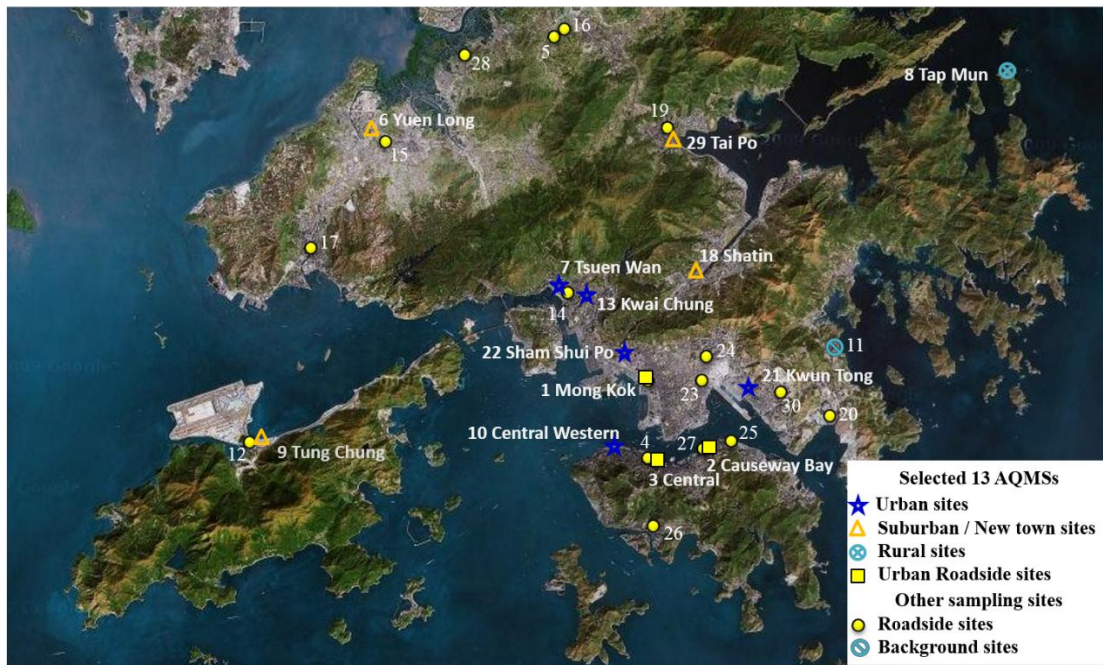 16
5
28
8 Tap Mun
19
6 Yuen Long
29 Tai Po
15
17
18 Shatin
7 Tsuen Wan
13 Kwai Chung
14
22 Sham Shui Po
24
11
21 Kwun Tong
1 Mong Kok
23
30
20
10 Central Western
4
27
25
2 Causeway Bay
12
9 Tung Chung
3 Central
26
Selected 13 AQMSs
Urban sites
Suburban / New town sites
Rural sites
Urban Roadside sites
Other sampling sites
Roadside sites
Background sites